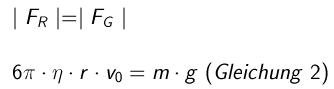 | F_R |=| F_G |
6π · η · r · v_0 = m · g (Gleichung 2)